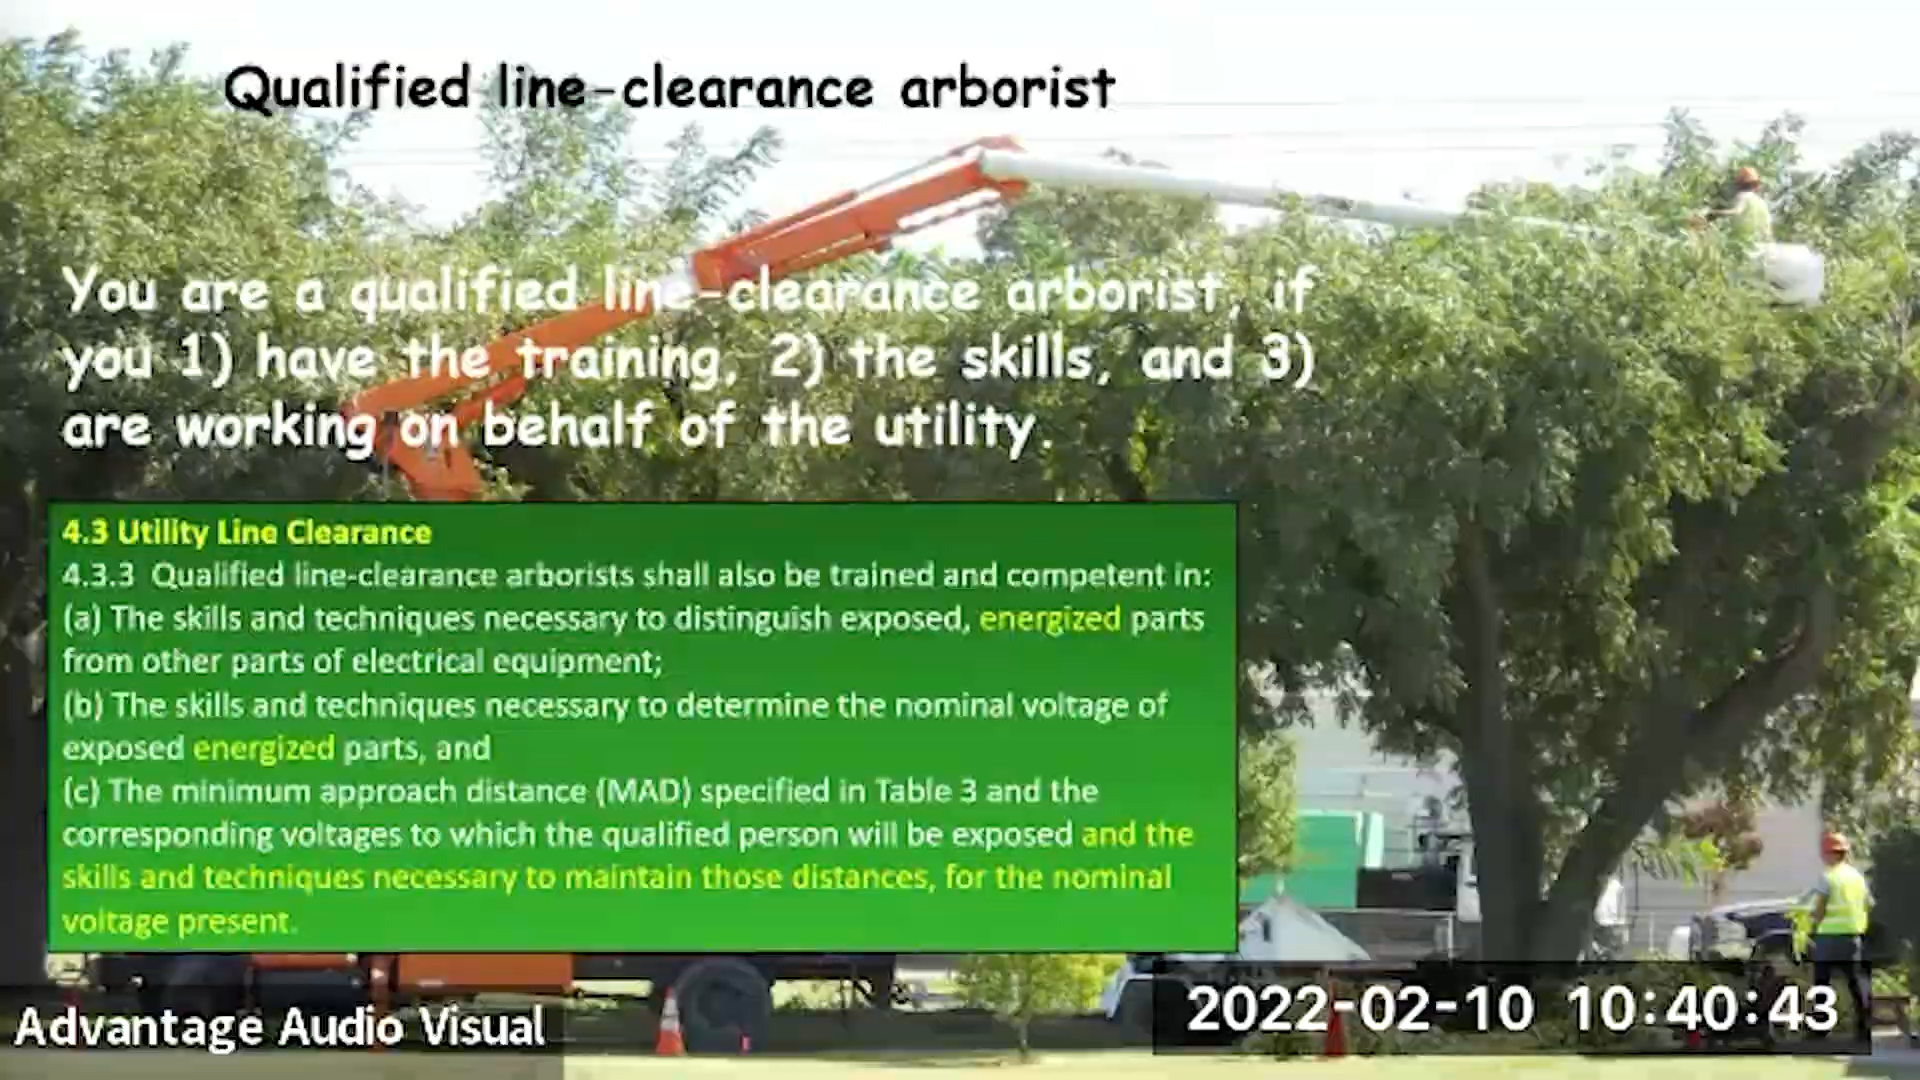 Qualified line-clearance arborist
You are a qualified line-clearance arborist, if
you 1) have the training, 2) the skills, and 3)
are working on behalf of the utility.
4.3 Utility Line Clearance
4.3.3 Qualified line-clearance arborists shall also be trained and competent in:
(a) The skills and techniques necessary to distinguish exposed, energized parts
from other parts of electrical equipment;
(b) The skills and techniques necessary to determine the nominal voltage of
exposed energized parts, and
(c) The minimum approach distance (MAD) specified in Table 3 and the
corresponding voltages to which the qualified person will be exposed and the
skills and techniques necessary to maintain those distances, for the nominal
voltage present.
Advantage Audio Visual
2022-02-10 10:40:43